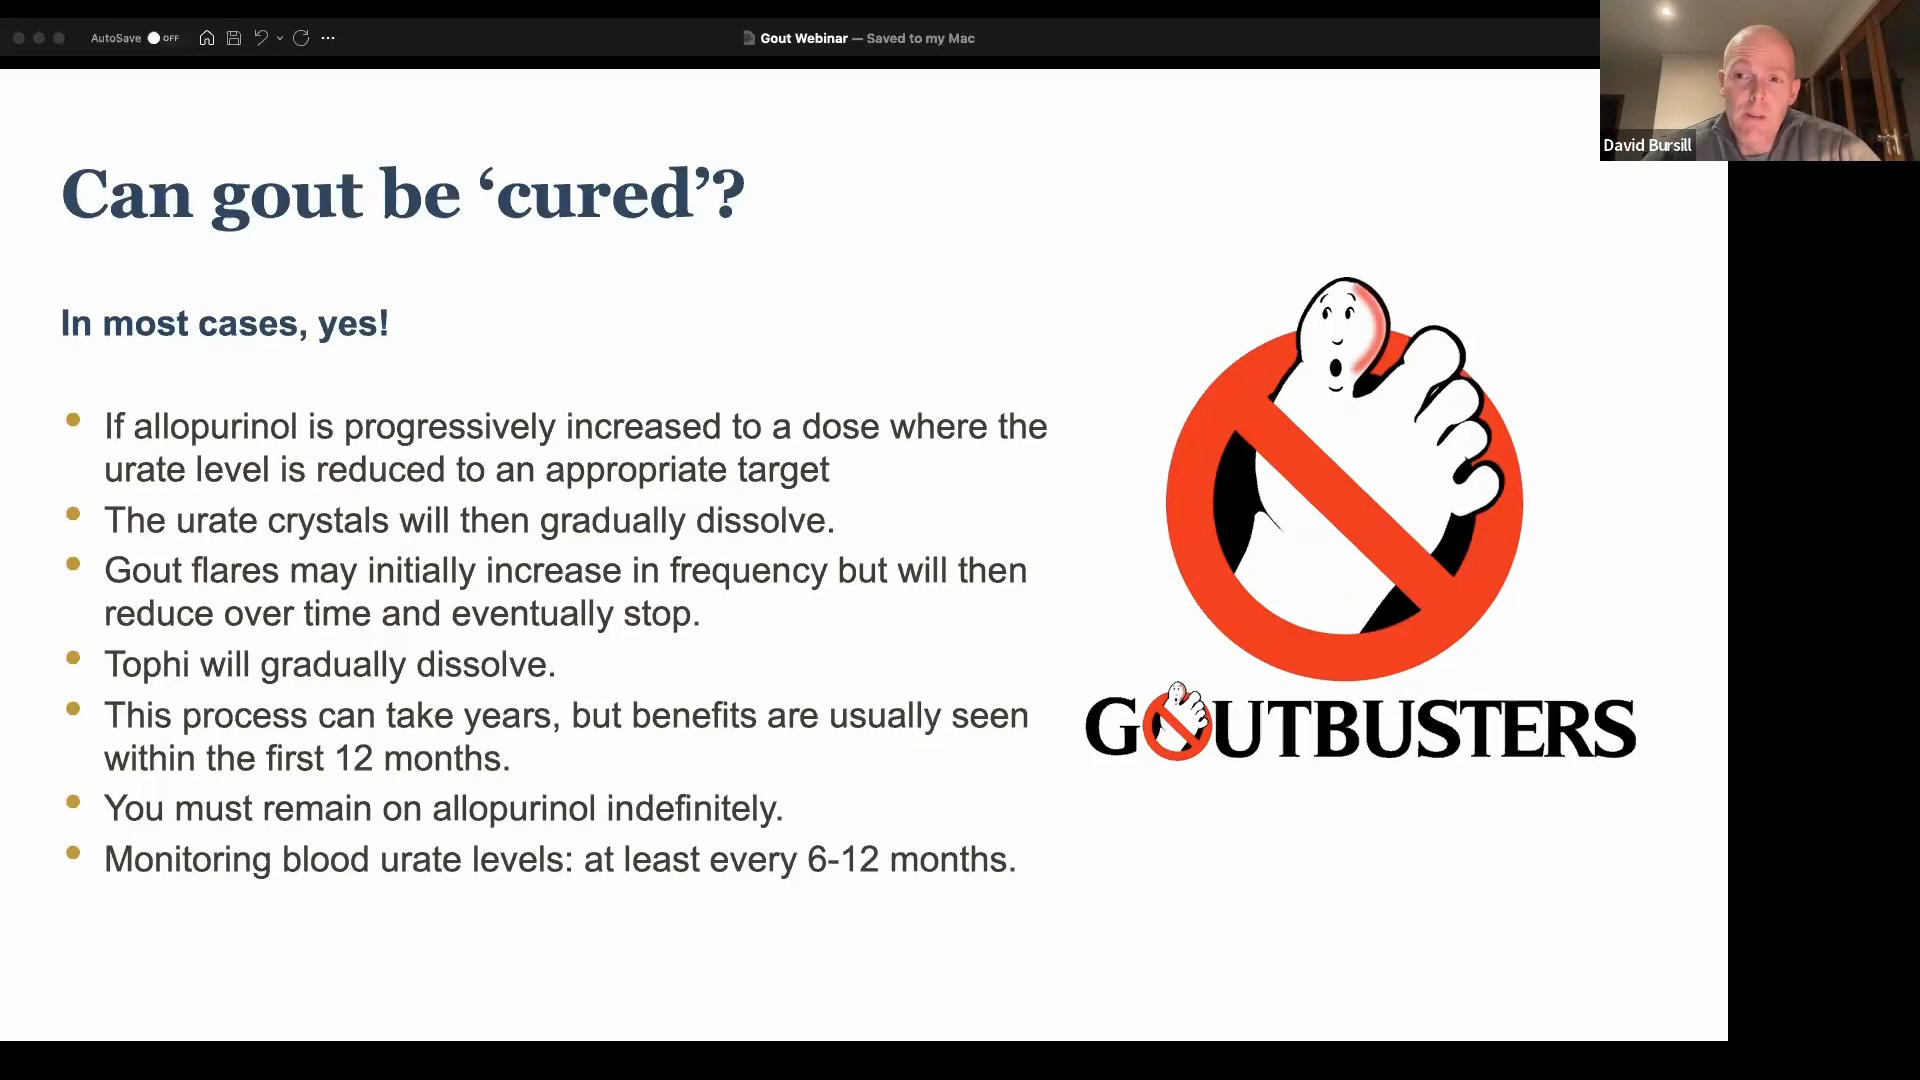 AutoSave OFF
Gout Webinar — Saved to my Mac
David Bursill
Can gout be ‘cured’?
In most cases, yes!
• If allopurinol is progressively increased to a dose where the
urate level is reduced to an appropriate target
• The urate crystals will then gradually dissolve.
• Gout flares may initially increase in frequency but will then
reduce over time and eventually stop.
• Tophi will gradually dissolve.
• This process can take years, but benefits are usually seen
within the first 12 months.
• You must remain on allopurinol indefinitely.
• Monitoring blood urate levels: at least every 6-12 months.
GOUTBUSTERS